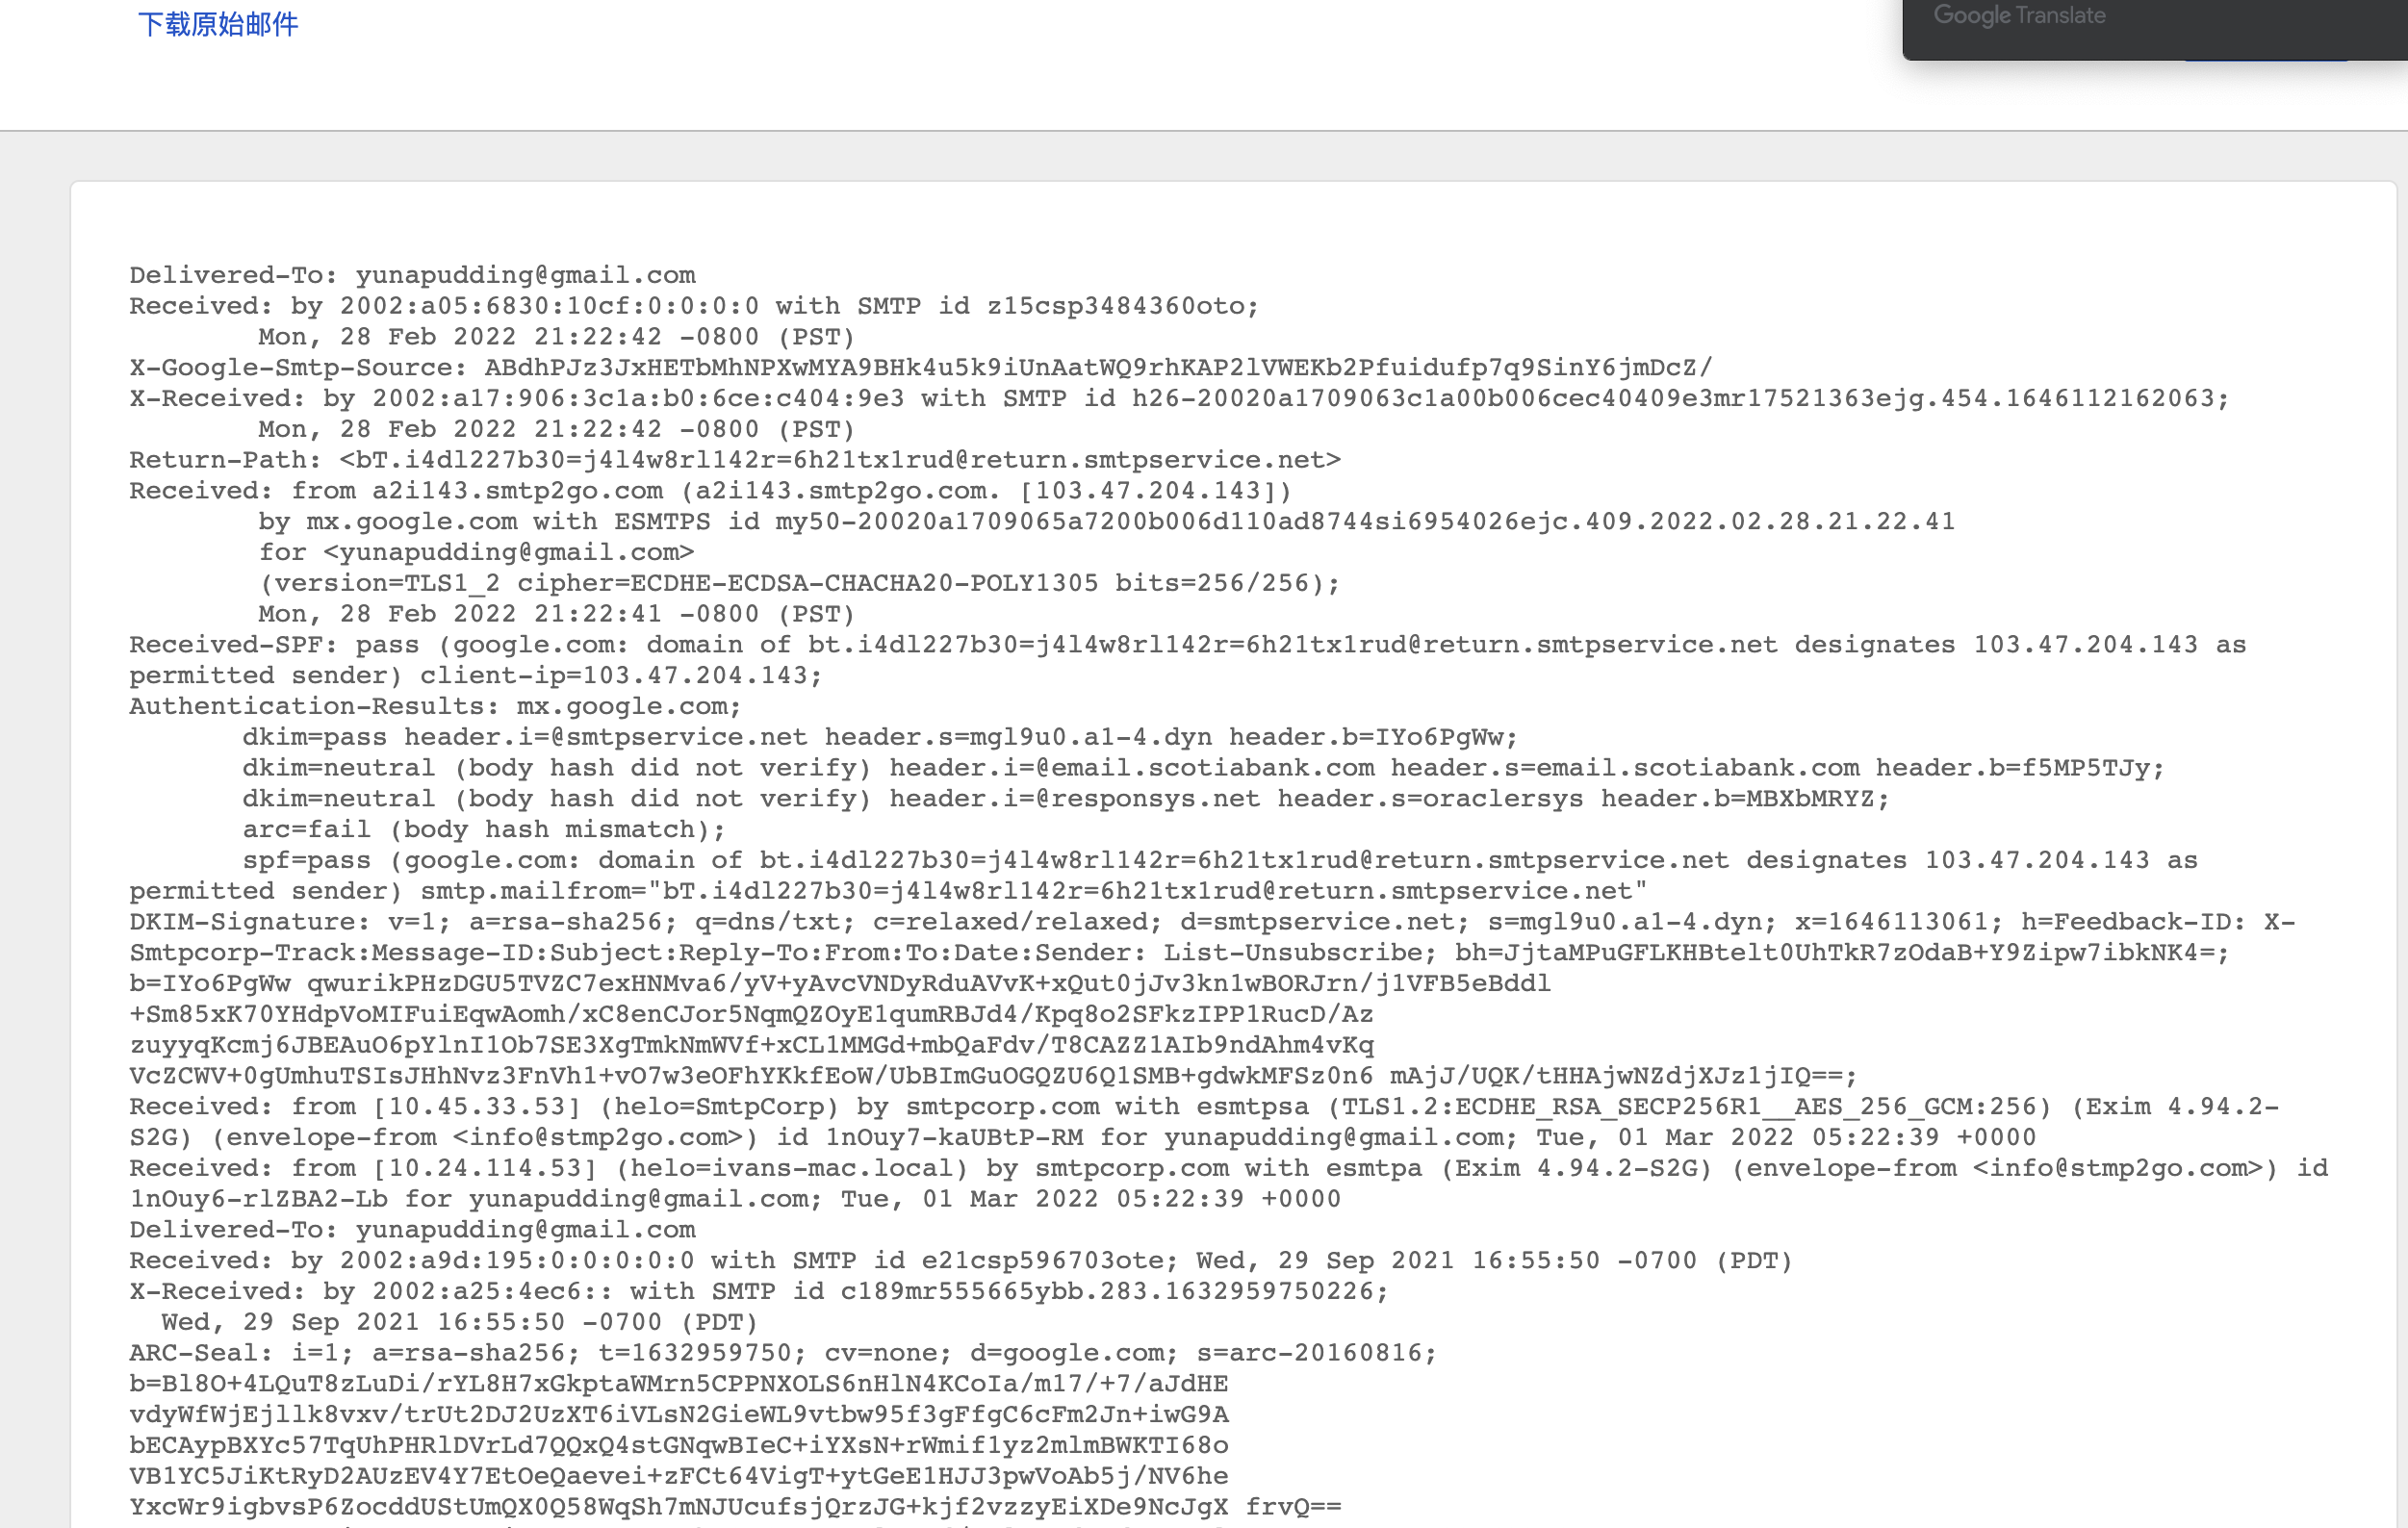 下载原始邮件
Google Translate
Delivered-To: yunapudding@gmail.com
Received: by 2002:a05:6830:10cf:0:0:0:0 with SMTP id z15csp3484360oto;
Mon, 28 Feb 2022 21:22:42 -0800 (PST)
X-Google-Smtp-Source: ABdhPJz3JxHETbMhNPXwMYA9BHk4u5k9iUnAatWQ9rhKAP2lVWEKb2Pfuidufp7q9SinY6jmDcZ/
X-Received: by 2002:a17:906:3c1a:b0:6ce:c404:9e3 with SMTP id h26-20020a1709063c1a00b006cec40409e3mr17521363ejg.454.1646112162063;
Mon, 28 Feb 2022 21:22:42 -0800 (PST)
Return-Path: <bT.i4dl227b30=j4l4w8rl142r=6h21tx1rud@return.smtpservice.net>
Received: from a2i143.smtp2go.com (a2i143.smtp2go.com. [103.47.204.143])
by mx.google.com with ESMTPS id my50-20020a1709065a7200b006d110ad8744si6954026ejc.409.2022.02.28.21.22.41
for <yunapudding@gmail.com>
(version=TLS1_2 cipher=ECDHE-ECDSA-CHACHA20-POLY1305 bits=256/256);
Mon, 28 Feb 2022 21:22:41 -0800 (PST)
Received-SPF: pass (google.com: domain of bt.i4dl227b30=j4l4w8rl142r=6h21tx1rud@return.smtpservice.net designates 103.47.204.143 as
permitted sender) client-ip=103.47.204.143;
Authentication-Results: mx.google.com;
dkim=pass header.i=@smtpservice.net header.s=mgl9u0.a1-4.dyn header.b=IYo6PgWw;
dkim=neutral (body hash did not verify) header.i=@email.scotiabank.com header.s=email.scotiabank.com header.b=f5MP5TJy;
dkim=neutral (body hash did not verify) header.i=@responsys.net header.s=oraclersys header.b=MBXbMRYZ;
arc=fail (body hash mismatch);
spf=pass (google.com: domain of bt.i4dl227b30=j4l4w8rl142r=6h21tx1rud@return.smtpservice.net designates 103.47.204.143 as
permitted sender) smtp.mailfrom="bT.i4dl227b30=j4l4w8rl142r=6h21tx1rud@return.smtpservice.net"
DKIM-Signature: v=1; a=rsa-sha256; q=dns/txt; c=relaxed/relaxed; d=smtpservice.net; s=mgl9u0.a1-4.dyn; x=1646113061; h=Feedback-ID: X-
Smtpcorp-Track:Message-ID:Subject:Reply-To:From:To:Date:Sender: List-Unsubscribe; bh=JjtaMPuGFLKHBtelt0UhTkR7zOdaB+Y9Zipw7ibkNK4=;
b=IYo6PgWw qwurikPHzDGU5TVZC7exHNMva6/yV+yAvcVNDyRduAVvK+xQut0jJv3kn1wBORJrn/j1VFB5eBddl
+Sm85xK70YHdpVoMIFuiEqwAomh/xC8enCJor5NqmQZOyE1qumRBJd4/Kpq8o2SFkzIPP1RucD/Az
zuyyqKcmj6JBEAuO6pYlnI1Ob7SE3XgTmkNmWVf+xCL1MMGd+mbQaFdv/T8CAZZ1AIb9ndAhm4vKq
VcZCWV+0gUmhuTSIsJHhNvz3FnVh1+vO7w3eOFhYKkfEoW/UbBImGuOGQZU6Q1SMB+gdwkMFSz0n6 mAjJ/UQK/tHHAjwNZdjXJz1jIQ==;
Received: from [10.45.33.53] (helo=SmtpCorp) by smtpcorp.com with esmtpsa (TLS1.2:ECDHE_RSA_SECP256R1__AES_256_GCM:256) (Exim 4.94.2-
S2G) (envelope-from <info@stmp2go.com>) id 1nOuy7-kaUBtP-RM for yunapudding@gmail.com; Tue, 01 Mar 2022 05:22:39 +0000
Received: from [10.24.114.53] (helo=ivans-mac.local) by smtpcorp.com with esmtpa (Exim 4.94.2-S2G) (envelope-from <info@stmp2go.com>) id
1nOuy6-rlZBA2-Lb for yunapudding@gmail.com; Tue, 01 Mar 2022 05:22:39 +0000
Delivered-To: yunapudding@gmail.com
Received: by 2002:a9d:195:0:0:0:0:0 with SMTP id e21csp596703ote; Wed, 29 Sep 2021 16:55:50 -0700 (PDT)
X-Received: by 2002:a25:4ec6:: with SMTP id c189mr555665ybb.283.1632959750226;
Wed, 29 Sep 2021 16:55:50 -0700 (PDT)
ARC-Seal: i=1; a=rsa-sha256; t=1632959750; cv=none; d=google.com; s=arc-20160816;
b=Bl8O+4LQuT8zLuDi/rYL8H7xGkptaWMrn5CPPNXOLS6nHlN4KCoIa/m17/+7/aJdHE
vdyWfWjEjllk8vxv/trUt2DJ2UzXT6iVLsN2GieWL9vtbw95f3gFfgC6cFm2Jn+iwG9A
bECAypBXYc57TqUhPHRlDVrLd7QQxQ4stGNqwBIeC+iYXsN+rWmif1yz2mlmBWKTI68o
VB1YC5JiKtRyD2AUzEV4Y7EtOeQaevei+zFCt64VigT+ytGeE1HJJ3pwVoAb5j/NV6he
YxcWr9igbvsP6ZocddUStUmQX0Q58WqSh7mNJUcufsjQrzJG+kjf2vzzyEiXDe9NcJgX frvQ==